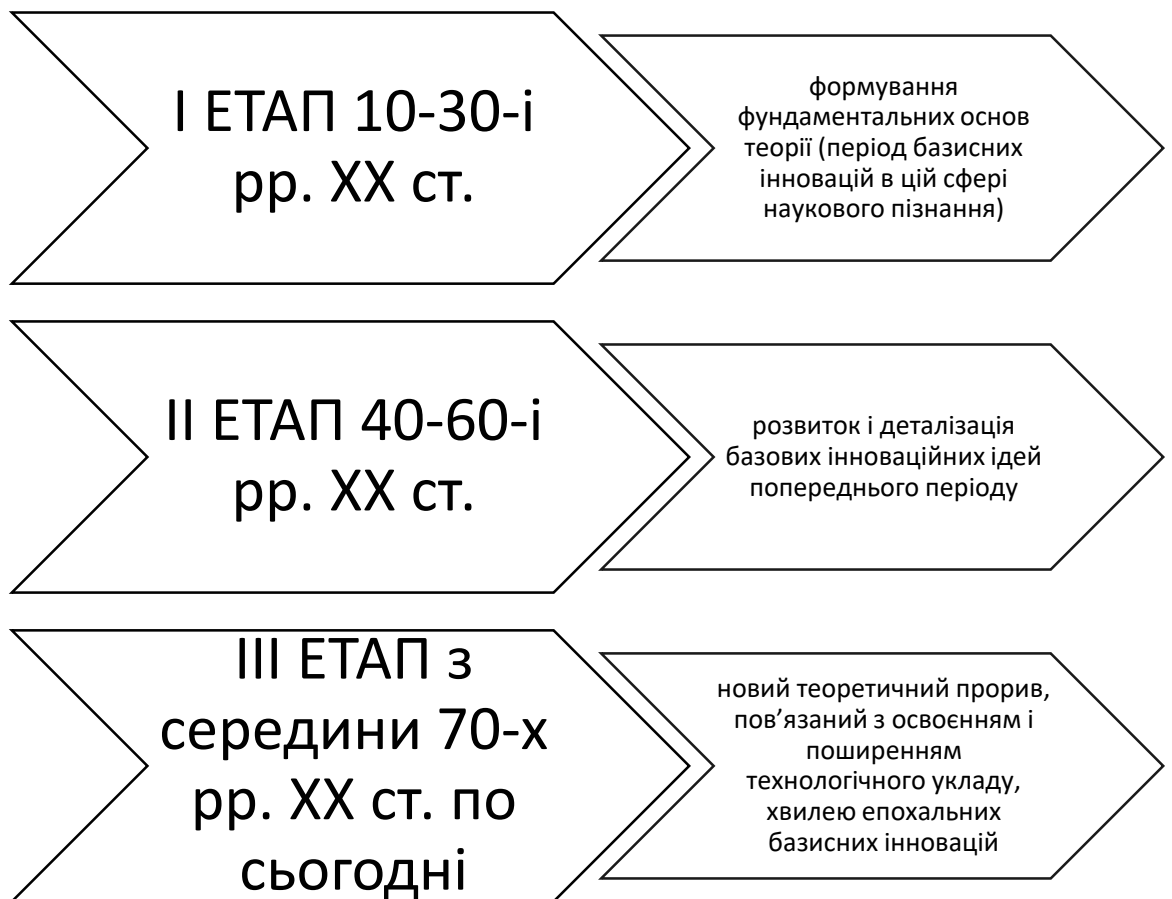 І ЕТАП 10-30-і
рр. ХХ ст.
формування
фундаментальних основ
теорії (період базисних
інновацій в цій сфері
наукового пізнання)
ІІ ЕТАП 40-60-і
рр. ХХ ст.
розвиток і деталізація
базових інноваційних ідей
попереднього періоду
ІІІ ЕТАП з
середини 70-х
рр. ХХ ст. по
сьогодні
новий теоретичний прорив,
пов’язаний з освоєнням і
поширенням
технологічного укладу,
хвилею епохальних
базисних інновацій